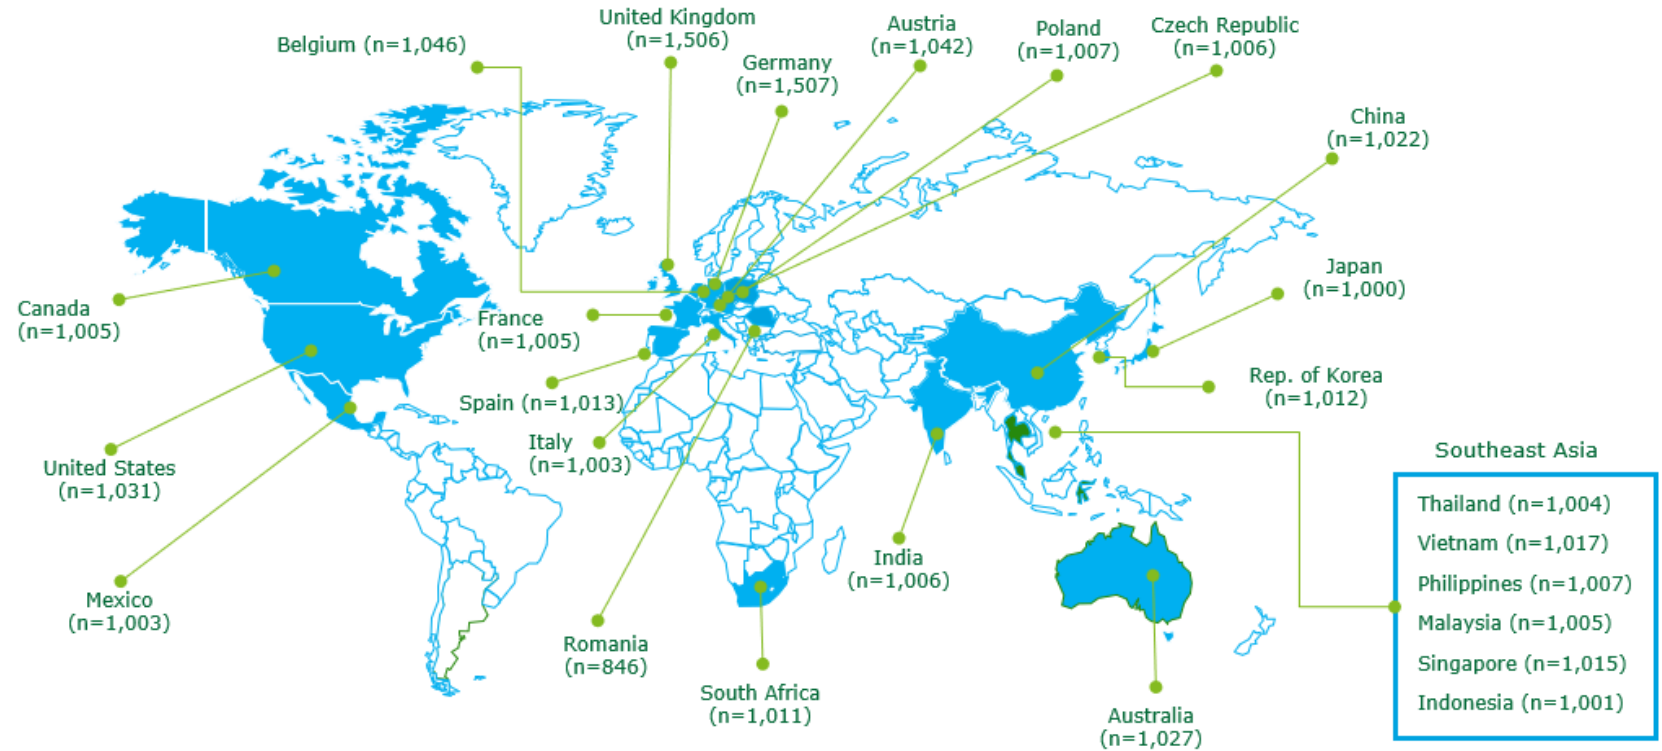 Belgium (n=1,046)
United Kingdom
(n=1,506)
Germany
(n=1,507)
Austria
(n=1,042)
Poland
(n=1,007)
Czech Republic
(n=1,006)
China
(n=1,022)
Japan
(n=1,000)
Canada
(n=1,005)
France
(n=1,005)
Rep. of Korea
(n=1,012)
Spain (n=1,013)
Italy
(n=1,003)
United States
(n=1,031)
Southeast Asia
Thailand (n=1,004)
Vietnam (n=1,017)
Philippines (n=1,007)
Malaysia (n=1,005)
Singapore (n=1,015)
Indonesia (n=1,001)
India
(n=1,006)
Mexico
(n=1,003)
Romania
(n=846)
South Africa
(n=1,011)
Australia
(n=1,027)